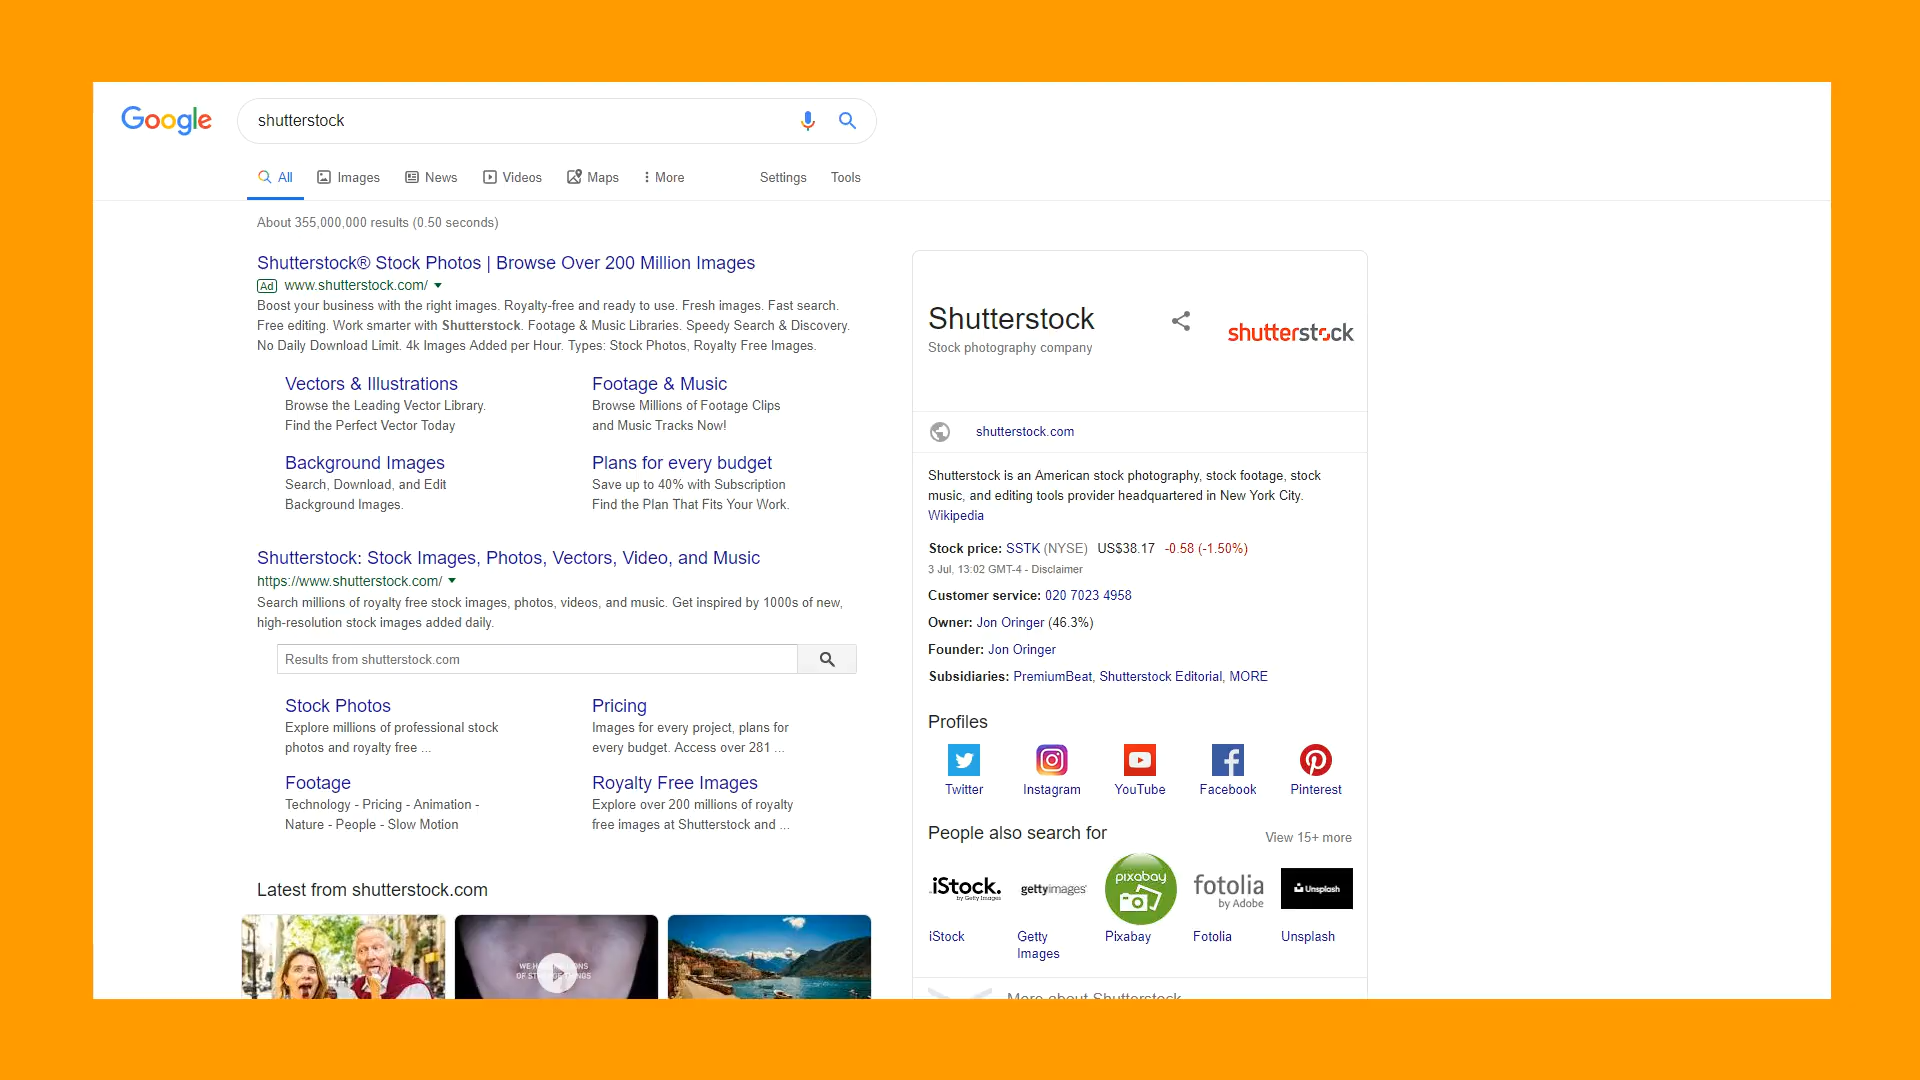 Google
shutterstock
All Images News Videos Maps More Settings Tools
About 355,000,000 results (0.50 seconds)
Shutterstock® Stock Photos | Browse Over 200 Million Images
Ad www.shutterstock.com/
Boost your business with the right images. Royalty-free and ready to use. Fresh images. Fast search.
Free editing. Work smarter with Shutterstock. Footage & Music Libraries. Speedy Search & Discovery.
No Daily Download Limit. 4k Images Added per Hour. Types: Stock Photos, Royalty Free Images.
Vectors & Illustrations
Browse the Leading Vector Library.
Find the Perfect Vector Today
Footage & Music
Browse Millions of Footage Clips
and Music Tracks Now!
Background Images
Search, Download, and Edit
Background Images.
Plans for every budget
Save up to 40% with Subscription
Find the Plan That Fits Your Work.
Shutterstock: Stock Images, Photos, Vectors, Video, and Music
https://www.shutterstock.com/
Search millions of royalty free stock images, photos, videos, and music. Get inspired by 1000s of new,
high-resolution stock images added daily.
Results from shutterstock.com
Stock Photos
Explore millions of professional stock
photos and royalty free ...
Pricing
Images for every project, plans for
every budget. Access over 281 ...
Footage
Technology - Pricing - Animation -
Nature - People - Slow Motion
Royalty Free Images
Explore over 200 millions of royalty
free images at Shutterstock and ...
Latest from shutterstock.com
Shutterstock
Stock photography company
shutterstock
shutterstock.com
Shutterstock is an American stock photography, stock footage, stock
music, and editing tools provider headquartered in New York City.
Wikipedia
Stock price: SSTK (NYSE) US$38.17 -0.58 (-1.50%)
3 Jul, 13:02 GMT-4 - Disclaimer
Customer service: 020 7023 4958
Owner: Jon Oringer (46.3%)
Founder: Jon Oringer
Subsidiaries: PremiumBeat, Shutterstock Editorial, MORE
Profiles
Twitter Instagram YouTube Facebook Pinterest
People also search for
View 15+ more
iStock.
by Getty Images
gettyimages
pixabay
fotolia
by Adobe
Unsplash
iStock
Getty
Images
Pixabay
Fotolia
Unsplash
More about Shutterstock